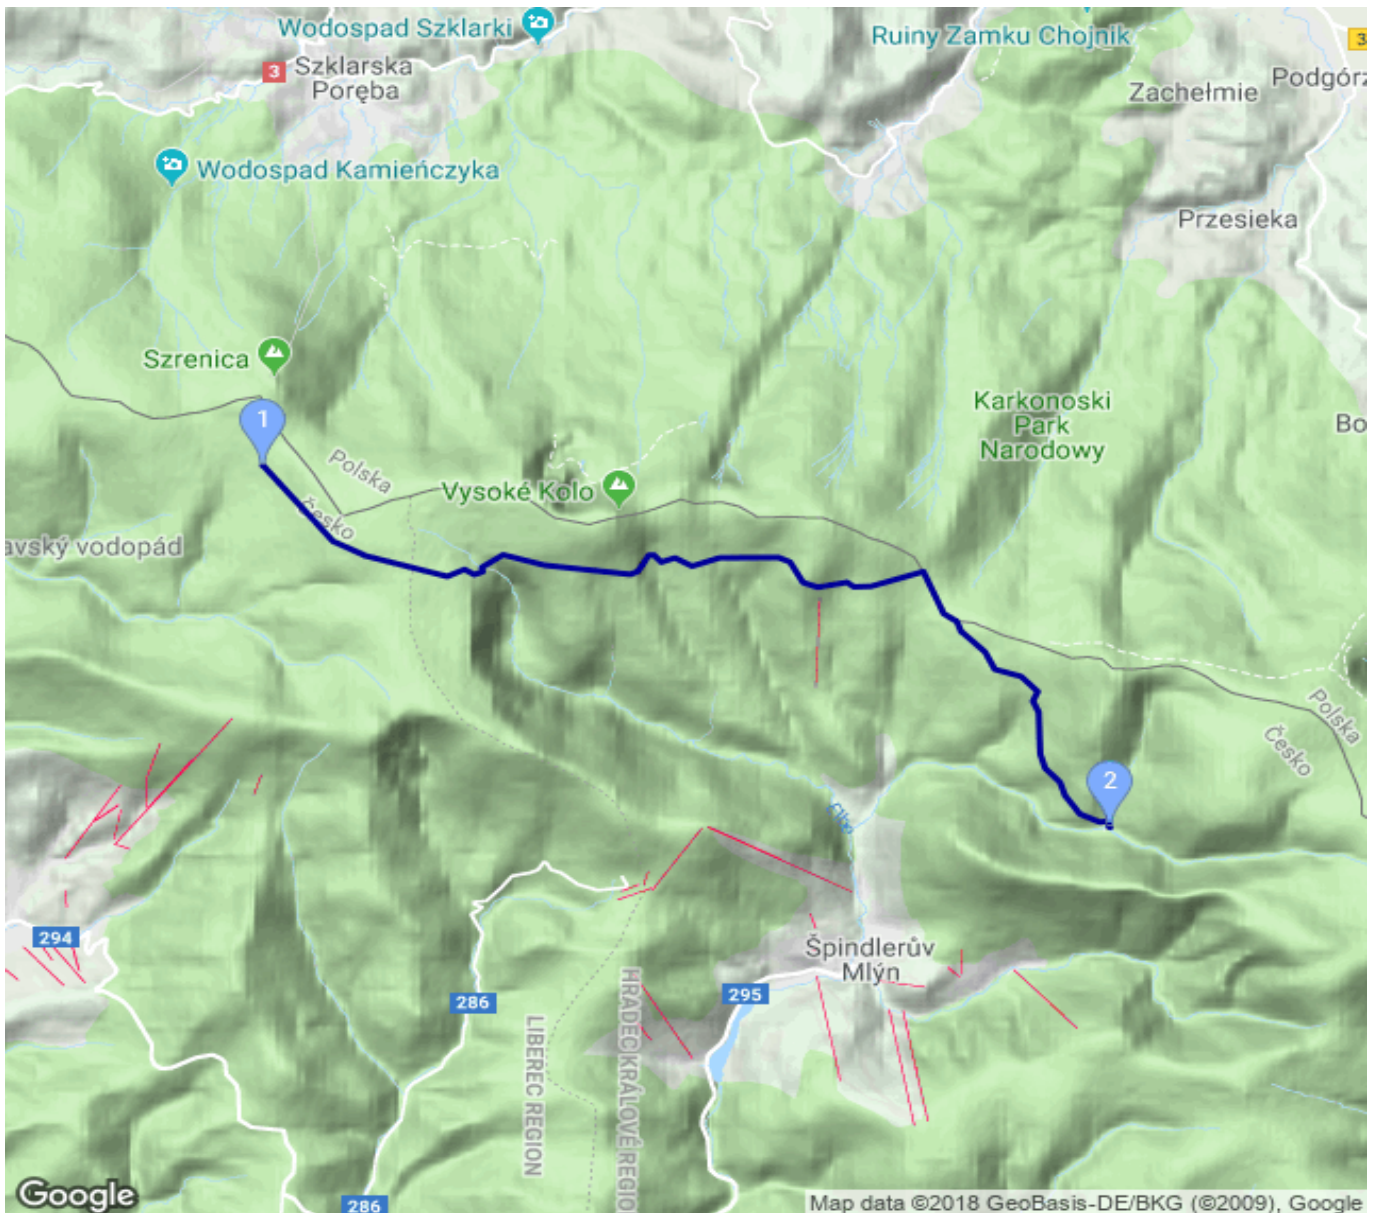 Wodospad Szklarki
Ruiny Zamku Chojnik
3
3
Szklarska
Poręba
Zachełmie
Podgórz
Wodospad Kamieńczyka
Przesieka
Szrenica
1
Karkonoski
Park
Narodowy
Bo
Polska
Vysoké Kolo
Česko
avský vodopád
Polska
Česko
2
Elbe
294
Špindlerův
Mlýn
286
295
LIBEREC REGION
HRADEC KRÁLOVÉ REGIO
286
Google
Map data ©2018 GeoBasis-DE/BKG (©2009), Google